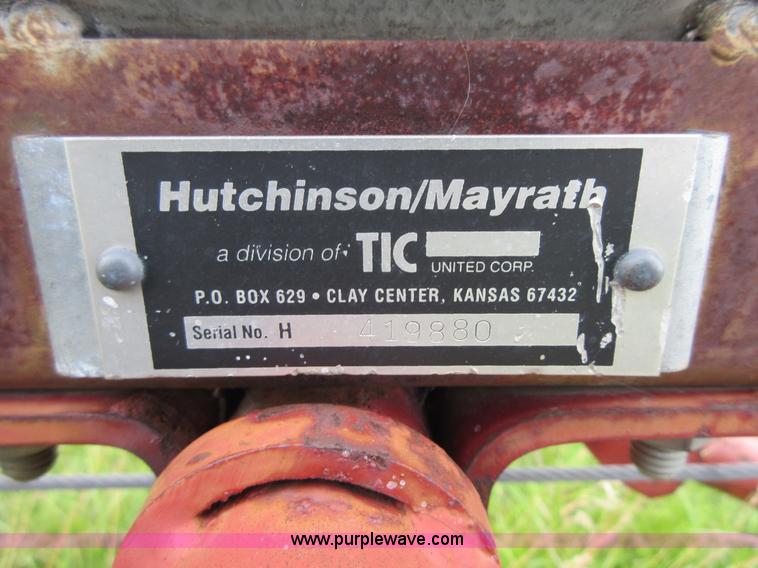 Hutchinson/Mayrath
a division of TIC
UNITED CORP.
P.O. BOX 629 • CLAY CENTER, KANSAS 67432
Serial No. H 419880
www.purplewave.com